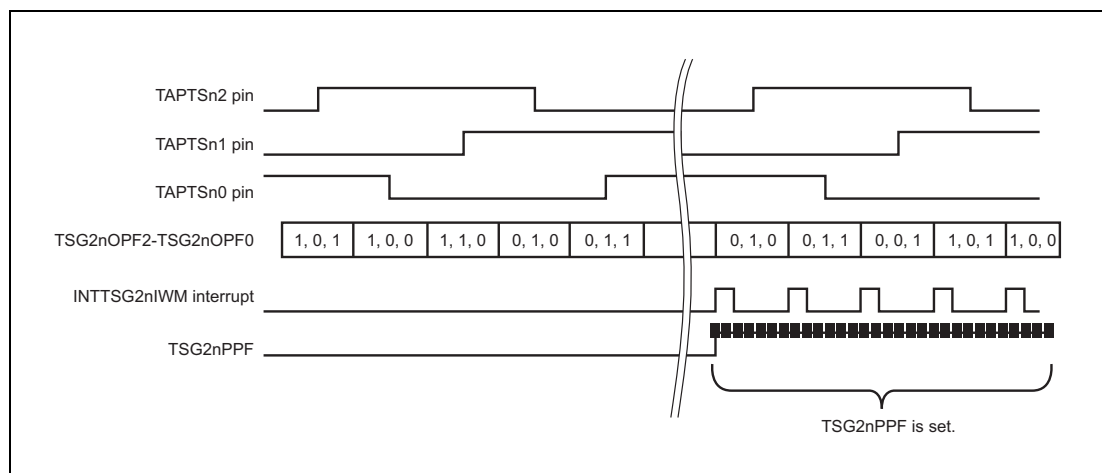 TAPTSn2 pin
TAPTSn1 pin
TAPTSn0 pin
TSG2nOPF2-TSG2nOPF0 1, 0, 1 1, 0, 0 1, 1, 0 0, 1, 0 0, 1, 1 0, 1, 0 0, 1, 1 0, 0, 1 1, 0, 1 1, 0, 0
INTTSG2nIWM interrupt
TSG2nPPF
TSG2nPPF is set.